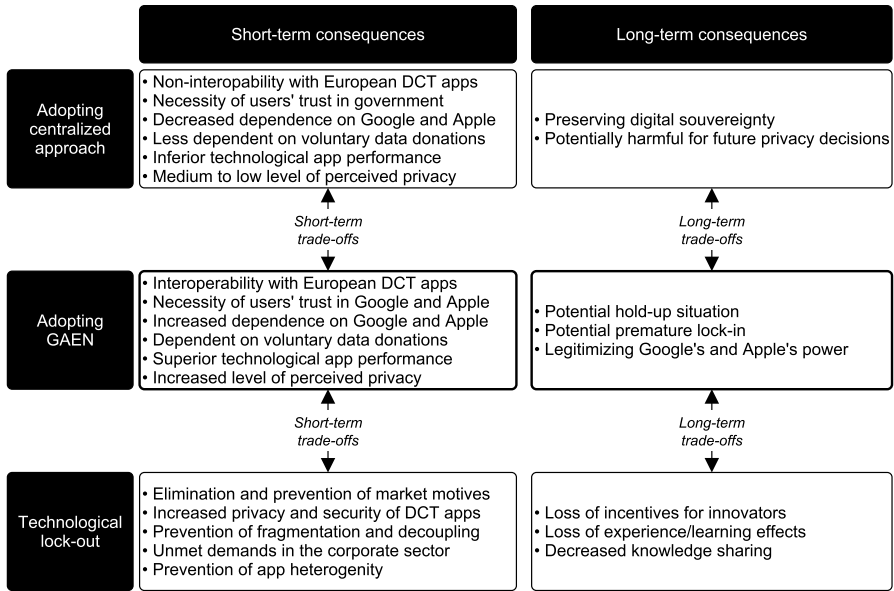 Short-term consequences
Long-term consequences
Adopting
centralized
approach
• Non-interopability with European DCT apps
• Necessity of users' trust in government
• Decreased dependence on Google and Apple
• Less dependent on voluntary data donations
• Inferior technological app performance
• Medium to low level of perceived privacy
• Preserving digital souvereignty
• Potentially harmful for future privacy decisions
Short-term
trade-offs
Long-term
trade-offs
Adopting
GAEN
• Interoperability with European DCT apps
• Necessity of users' trust in Google and Apple
• Increased dependence on Google and Apple
• Dependent on voluntary data donations
• Superior technological app performance
• Increased level of perceived privacy
• Potential hold-up situation
• Potential premature lock-in
• Legitimizing Google's and Apple's power
Short-term
trade-offs
Long-term
trade-offs
Technological
lock-out
• Elimination and prevention of market motives
• Increased privacy and security of DCT apps
• Prevention of fragmentation and decoupling
• Unmet demands in the corporate sector
• Prevention of app heterogenity
• Loss of incentives for innovators
• Loss of experience/learning effects
• Decreased knowledge sharing